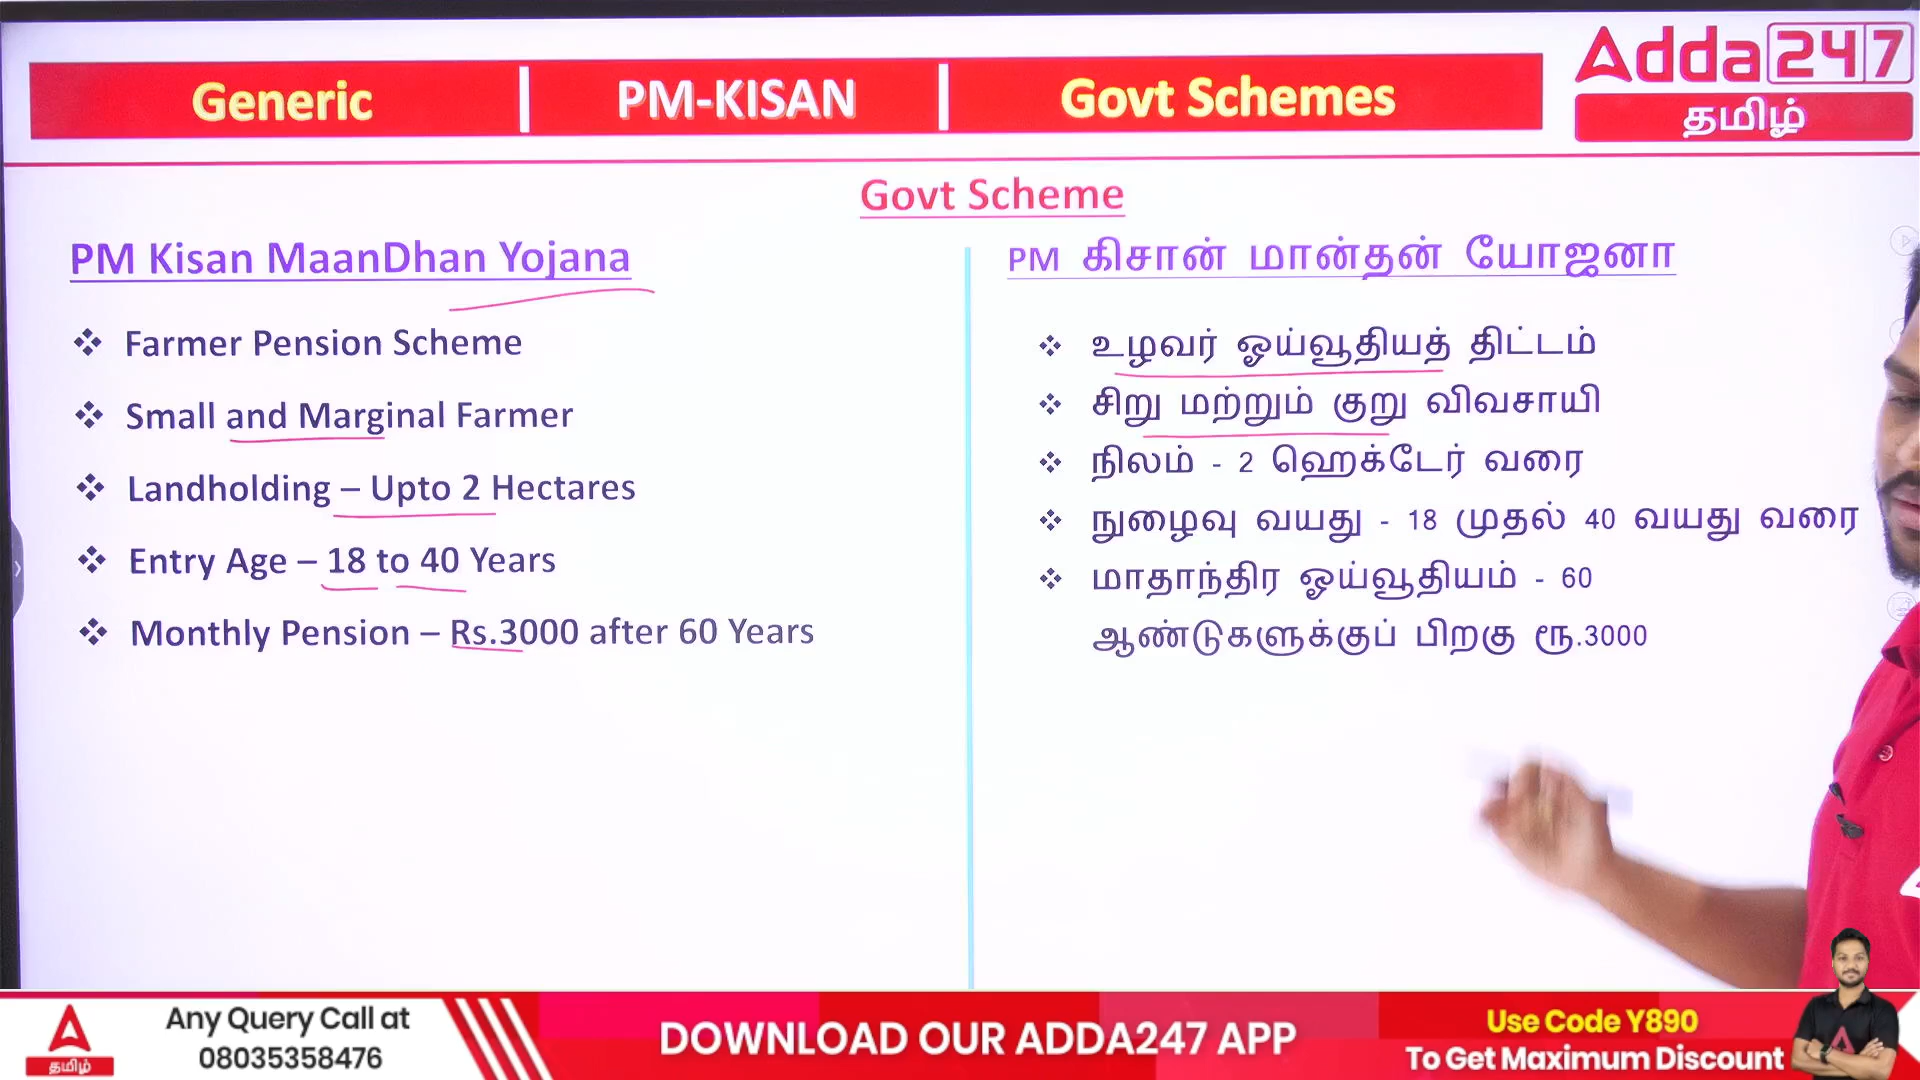 Generic
PM-KISAN
Govt Schemes
Adda247
தமிழ்
Govt Scheme
PM Kisan MaanDhan Yojana
Farmer Pension Scheme
Small and Marginal Farmer
Landholding – Upto 2 Hectares
Entry Age – 18 to 40 Years
Monthly Pension – Rs.3000 after 60 Years
PM கிசான் மான்தன் யோஜனா
உழவர் ஓய்வூதியத் திட்டம்
சிறு மற்றும் குறு விவசாயி
நிலம் - 2 ஹெக்டேர் வரை
நுழைவு வயது - 18 முதல் 40 வயது வரை
மாதாந்திர ஓய்வூதியம் - 60
ஆண்டுகளுக்குப் பிறகு ரூ.3000
தமிழ்
Any Query Call at
08035358476
DOWNLOAD OUR ADDA247 APP
Use Code Y890
To Get Maximum Discount